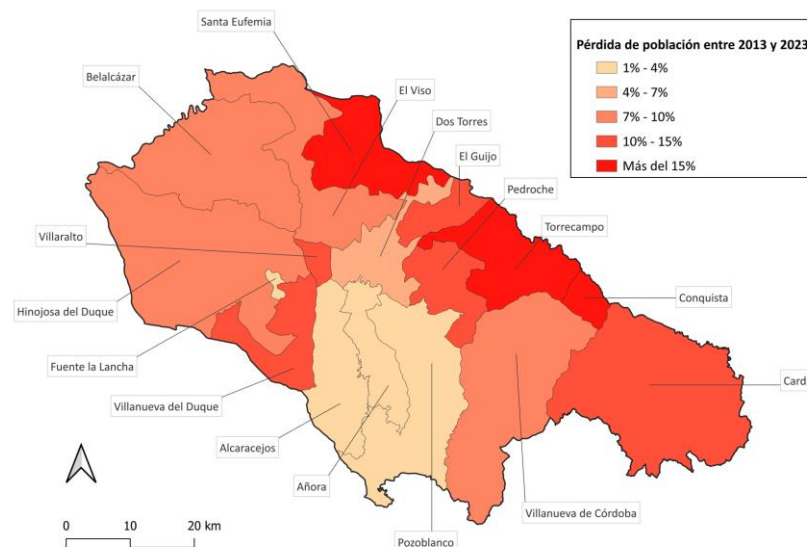 Santa Eufemia
Belalcázar
El Viso
Dos Torres
El Guijo
Pedroche
Villaralto
Torrecampo
Hinojosa del Duque
Conquista
Fuente la Lancha
Card
Villanueva del Duque
Alcaracejos
Añora
Villanueva de Córdoba
Pozoblanco
Pérdida de población entre 2013 y 2023
1% - 4%
4% - 7%
7% - 10%
10% - 15%
Más del 15%
0 10 20 km